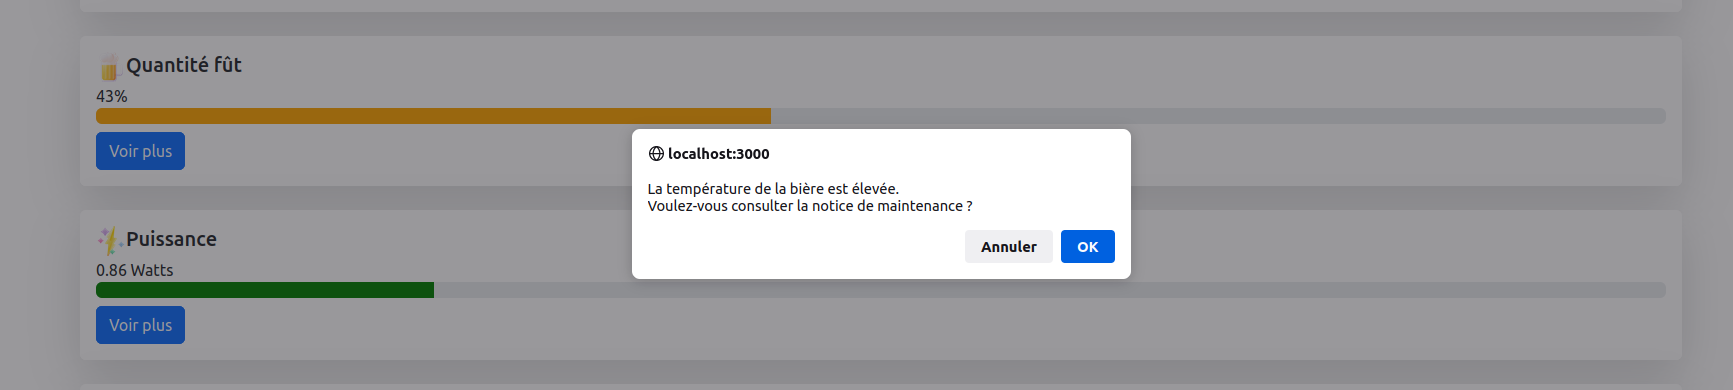 Quantité fût
43%
Voir plus
localhost:3000
La température de la bière est élevée.
Voulez-vous consulter la notice de maintenance ?
Annuler
OK
Puissance
0.86 Watts
Voir plus